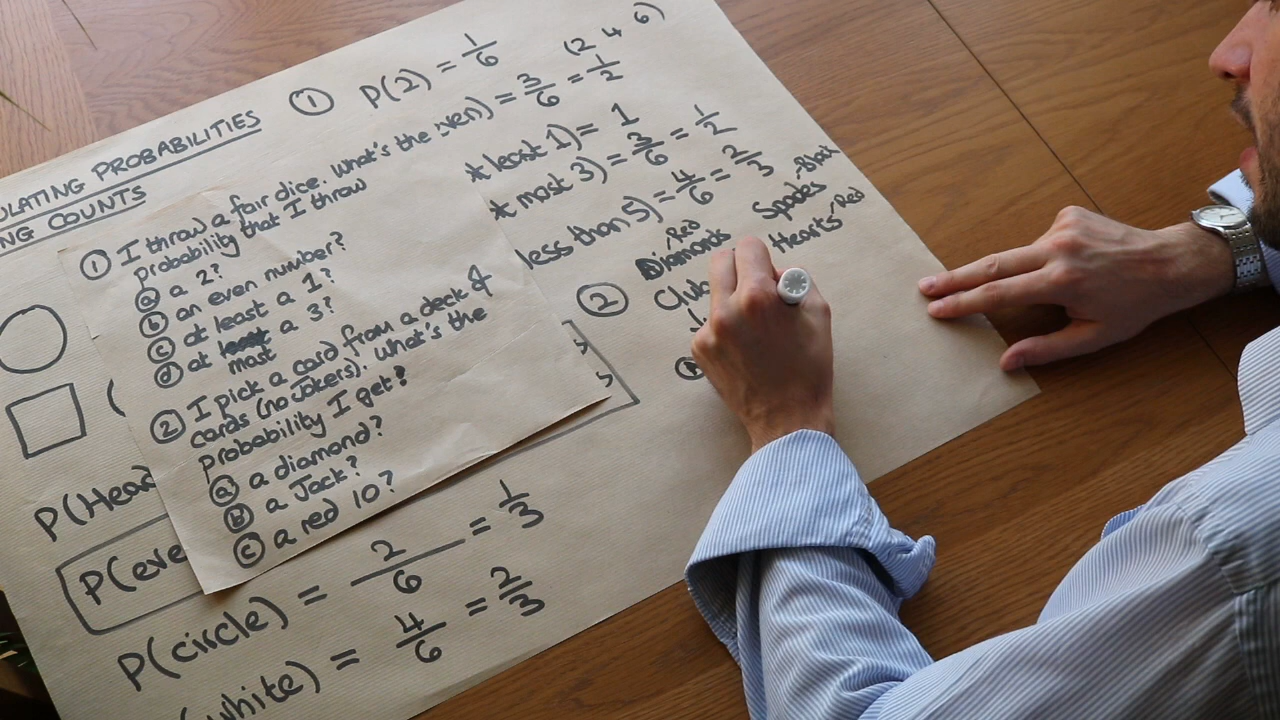 ULATING PROBABILITIES
NG COUNTS
① I throw a fair dice. What's the
probability that I throw
ⓐ a 2?
ⓑ an even number?
ⓒ at least a 1?
ⓓ at a 3?
most
② I pick a card from a deck of
cards (no Jokers). What's the
probability I get?
ⓐ a diamond?
ⓑ a Jack?
ⓒ a red 10?
P(Head
P(eve
P(circle) = 2/6 = 1/3
white) = 4/6 = 2/3
① P(2) = 1/6
(2 4 6)
ven) = 3/6 = 1/2
least 1) = 1
most 3) = 3/6 = 1/2
less than 5) = 4/6 = 2/3
② Diamonds - Red Spades - Black
Club Hearts - Red